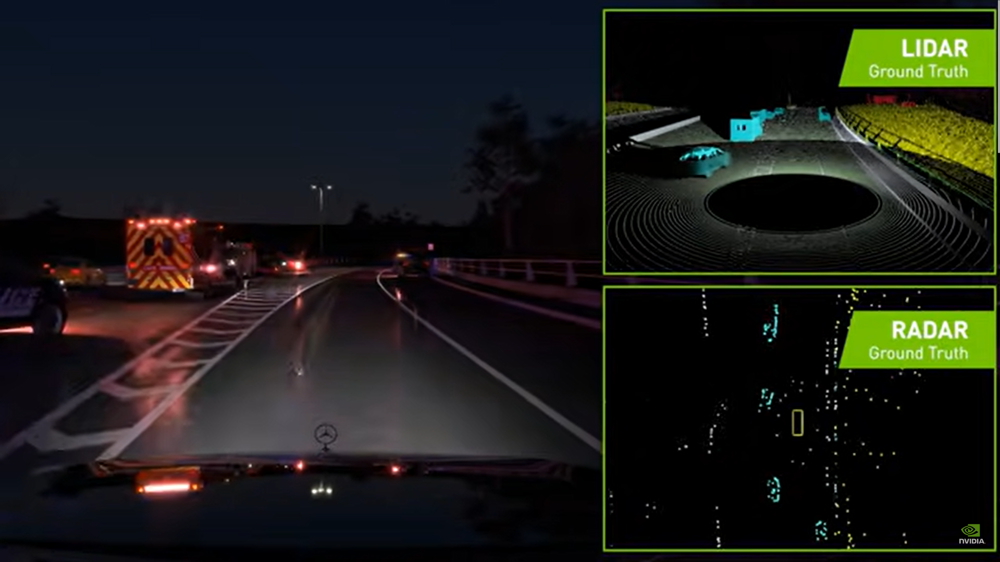 LIDAR
Ground Truth
RADAR
Ground Truth
NVIDIA.